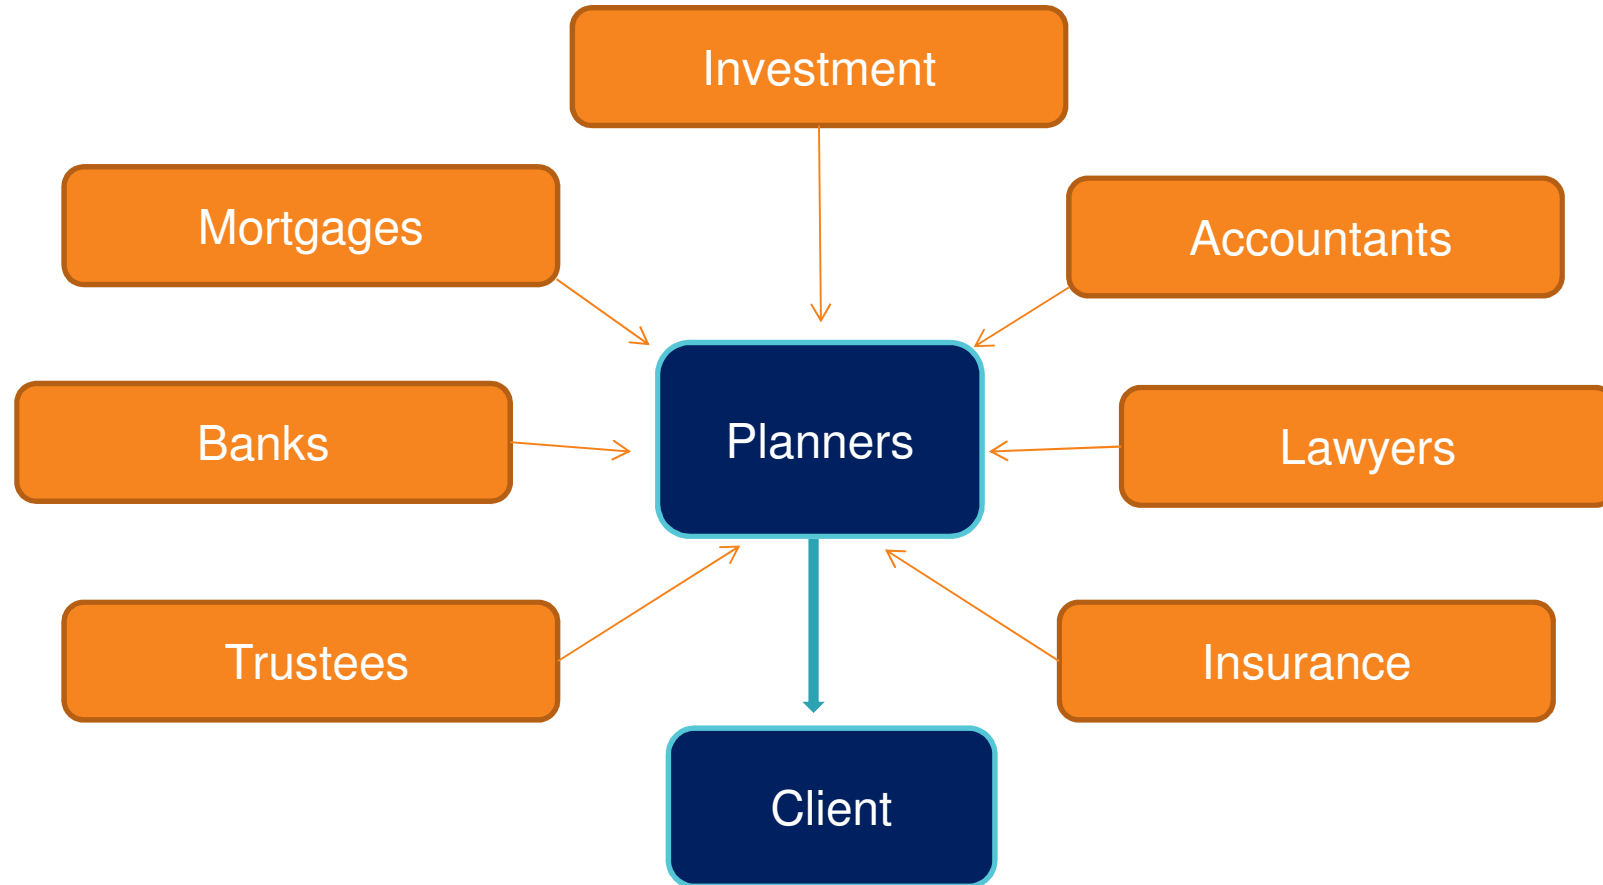 Investment
Mortgages
Accountants
Banks
Planners
Lawyers
Trustees
Insurance
Client